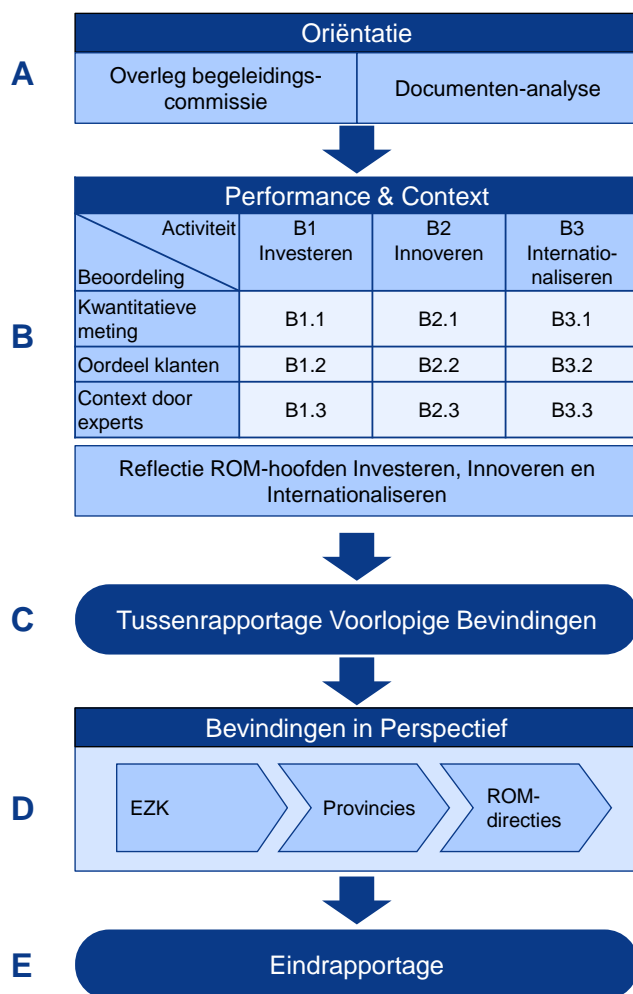 Oriëntatie
A
Overleg begeleidings-
commissie
Documenten-analyse
Performance & Context
Activiteit
Beoordeling
B1
Investeren
B2
Innoveren
B3
Internatio-
naliseren
B
Kwantitatieve
meting
B1.1
B2.1
B3.1
Oordeel klanten
B1.2
B2.2
B3.2
Context door
experts
B1.3
B2.3
B3.3
Reflectie ROM-hoofden Investeren, Innoveren en
Internationaliseren
C
Tussenrapportage Voorlopige Bevindingen
Bevindingen in Perspectief
D
EZK
Provincies
ROM-
directies
E
Eindrapportage